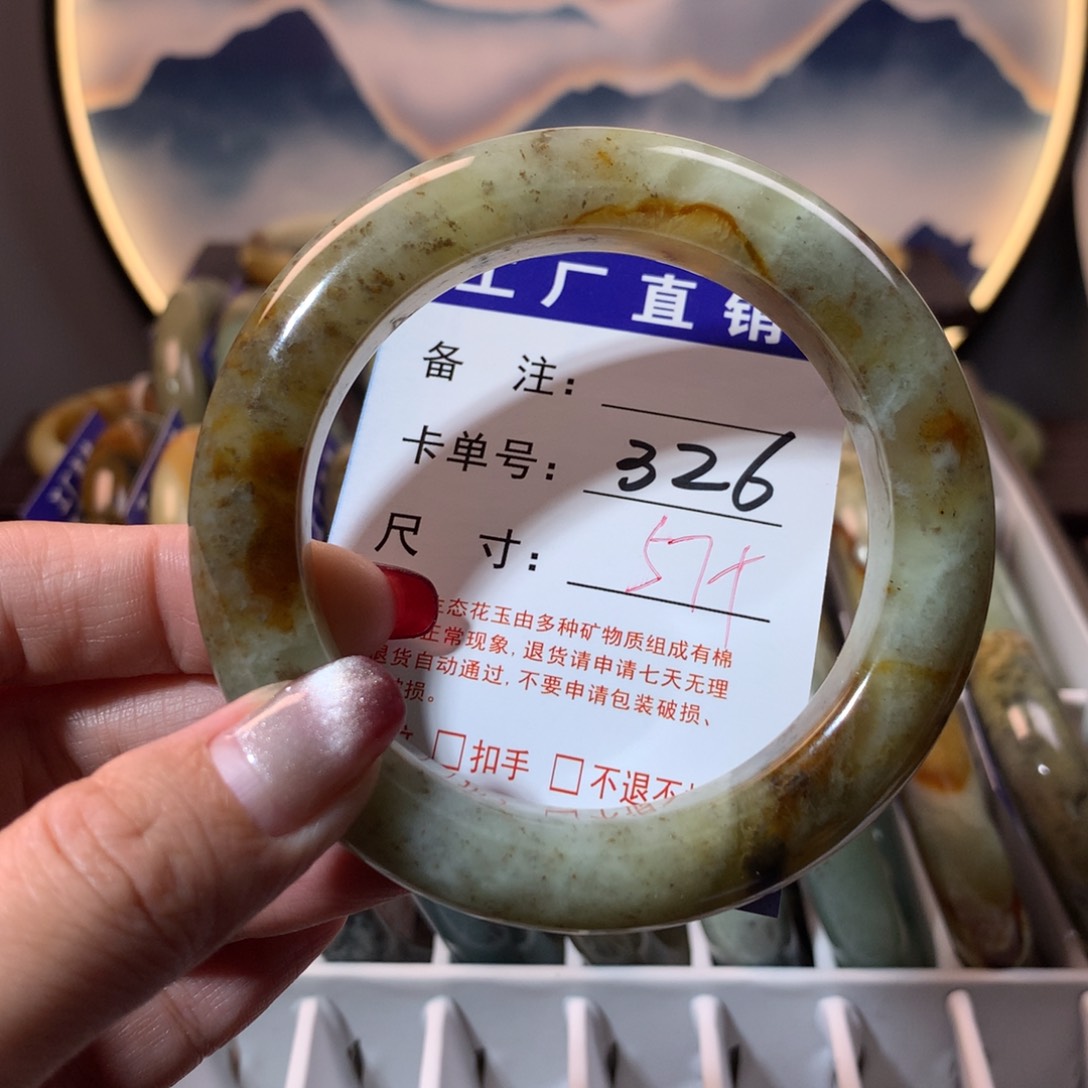 工厂直销
备 注:
卡单号: 326
尺 寸: 57+
态花玉由多种矿物质组成有棉
正常现象, 退货请申请七天无理
退货自动通过, 不要申请包装破损、
损。
□扣手 □不退不